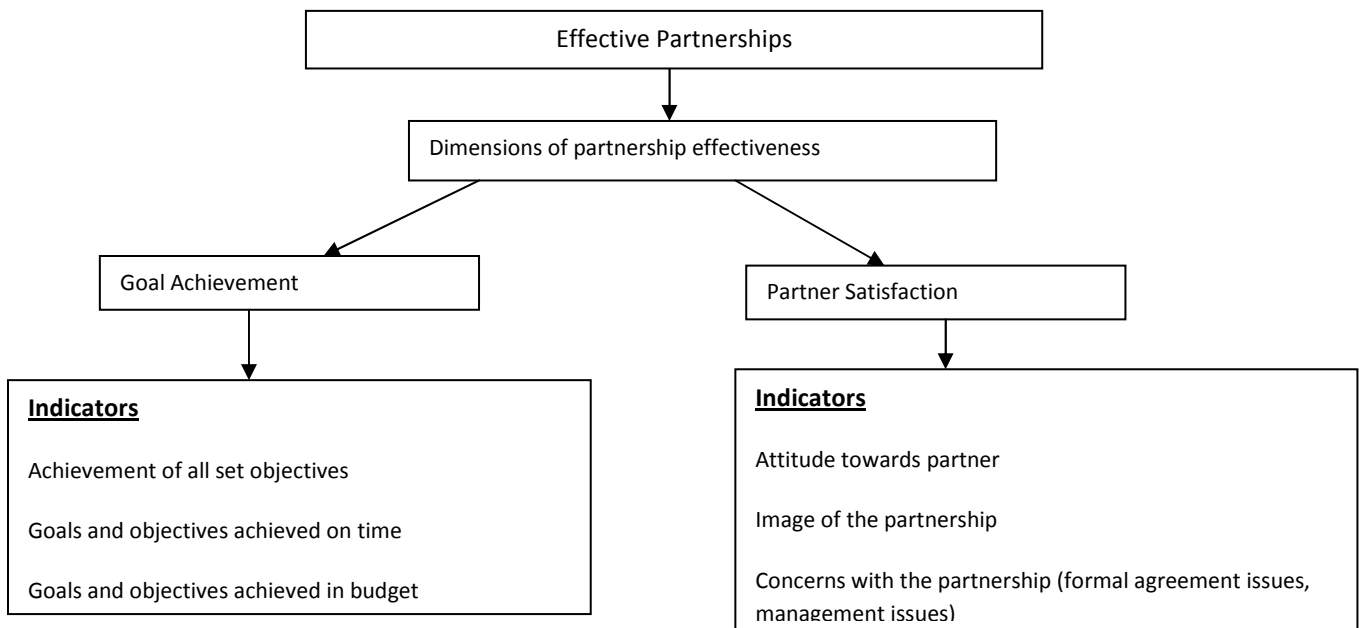 Effective Partnerships
Dimensions of partnership effectiveness
Goal Achievement
Partner Satisfaction
Indicators
Achievement of all set objectives
Goals and objectives achieved on time
Goals and objectives achieved in budget
Indicators
Attitude towards partner
Image of the partnership
Concerns with the partnership (formal agreement issues,
management issues)